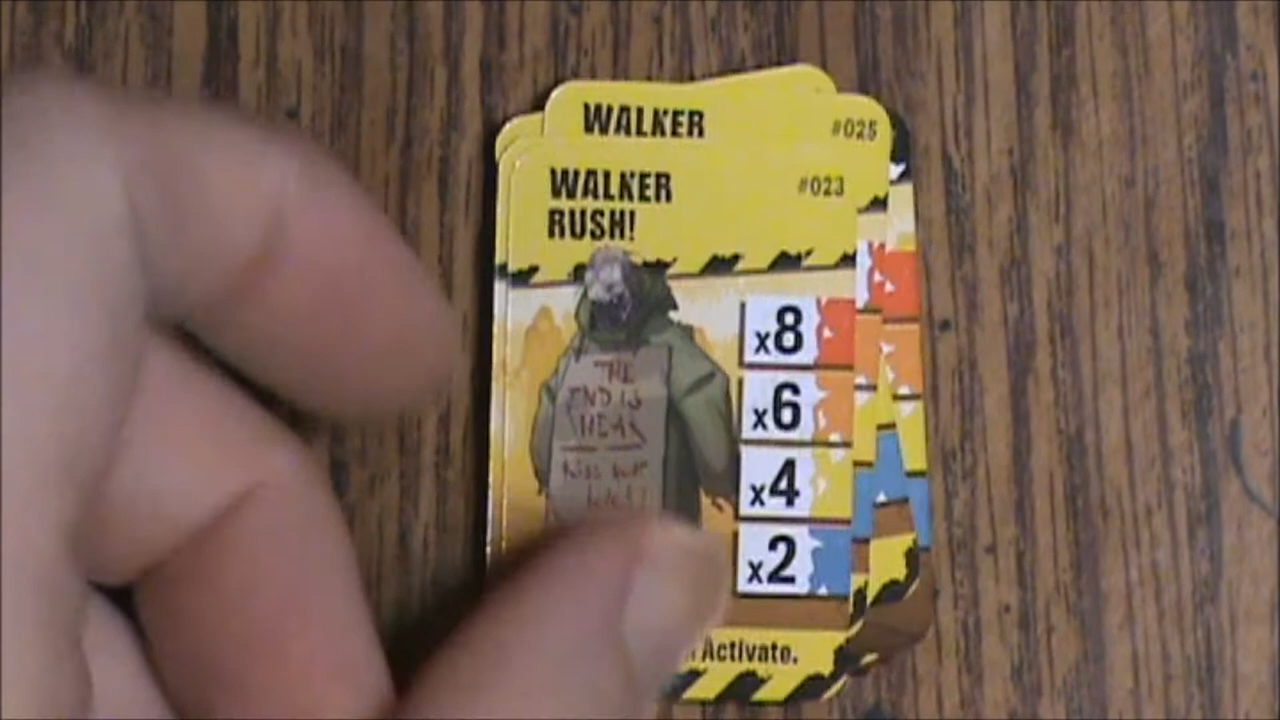 WALKER
#025
WALKER
RUSH!
#023
THE
END IS
NEAR
x8
x6
x4
x2
Activate.